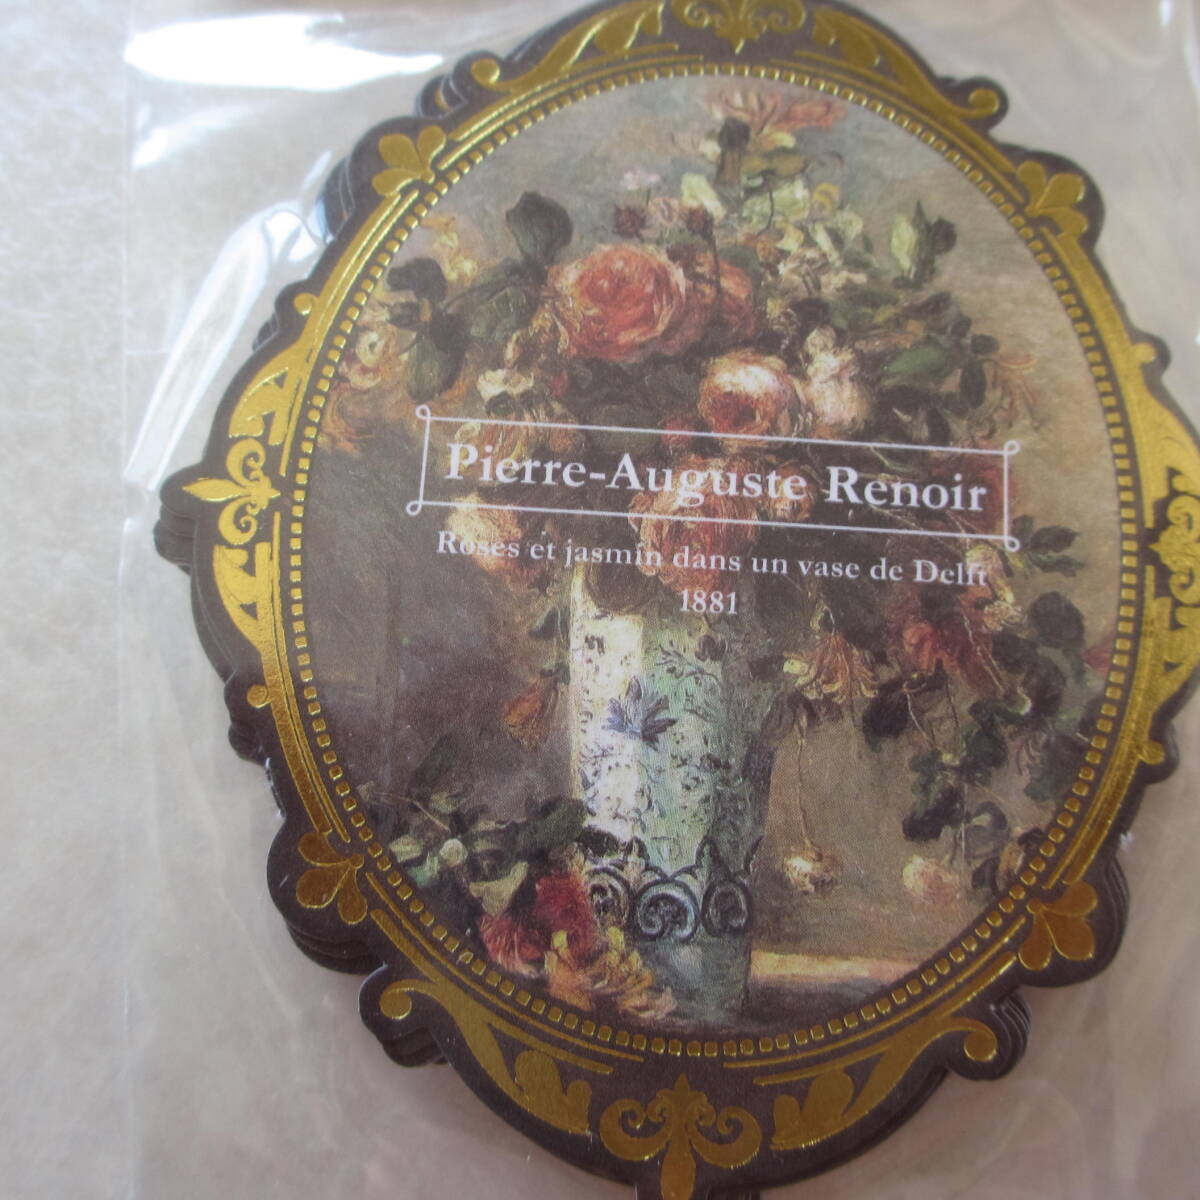 Pierre-Auguste Renoir
Roses et jasmin dans un vase de Delft
1881